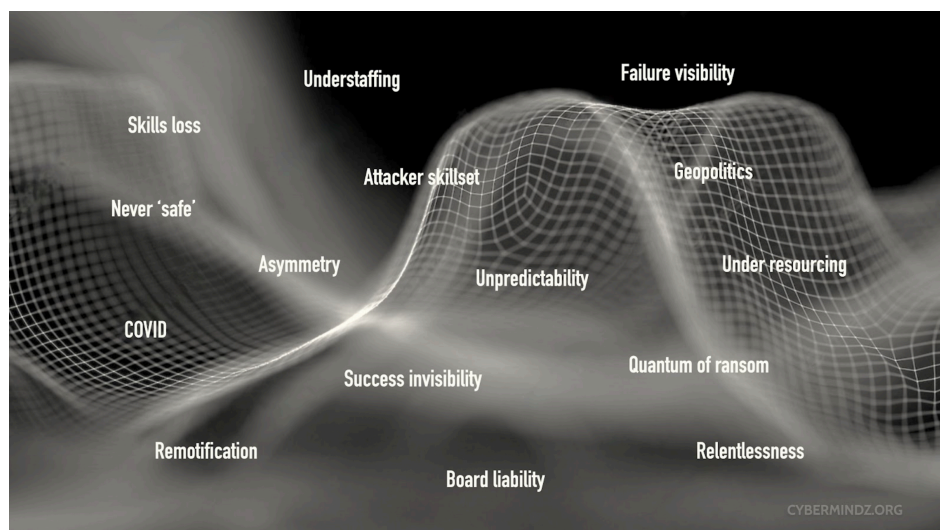 Understaffing
Failure visibility
Skills loss
Attacker skillset
Geopolitics
Never ‘safe’
Asymmetry
Unpredictability
Under resourcing
COVID
Success invisibility
Quantum of ransom
Remotification
Relentlessness
Board liability
CYBERMINDZ.ORG